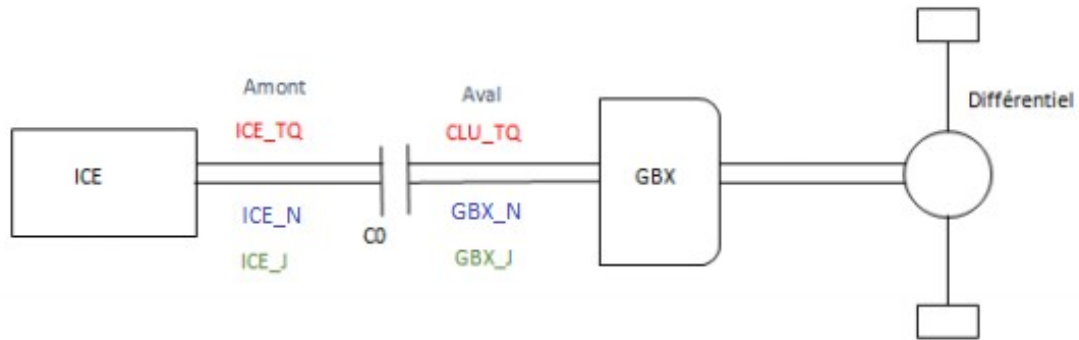 Amont
Aval
Différentiel
ICE_TQ
CLU_TQ
ICE
GBX
ICE_N
GBX_N
C0
ICE_J
GBX_J